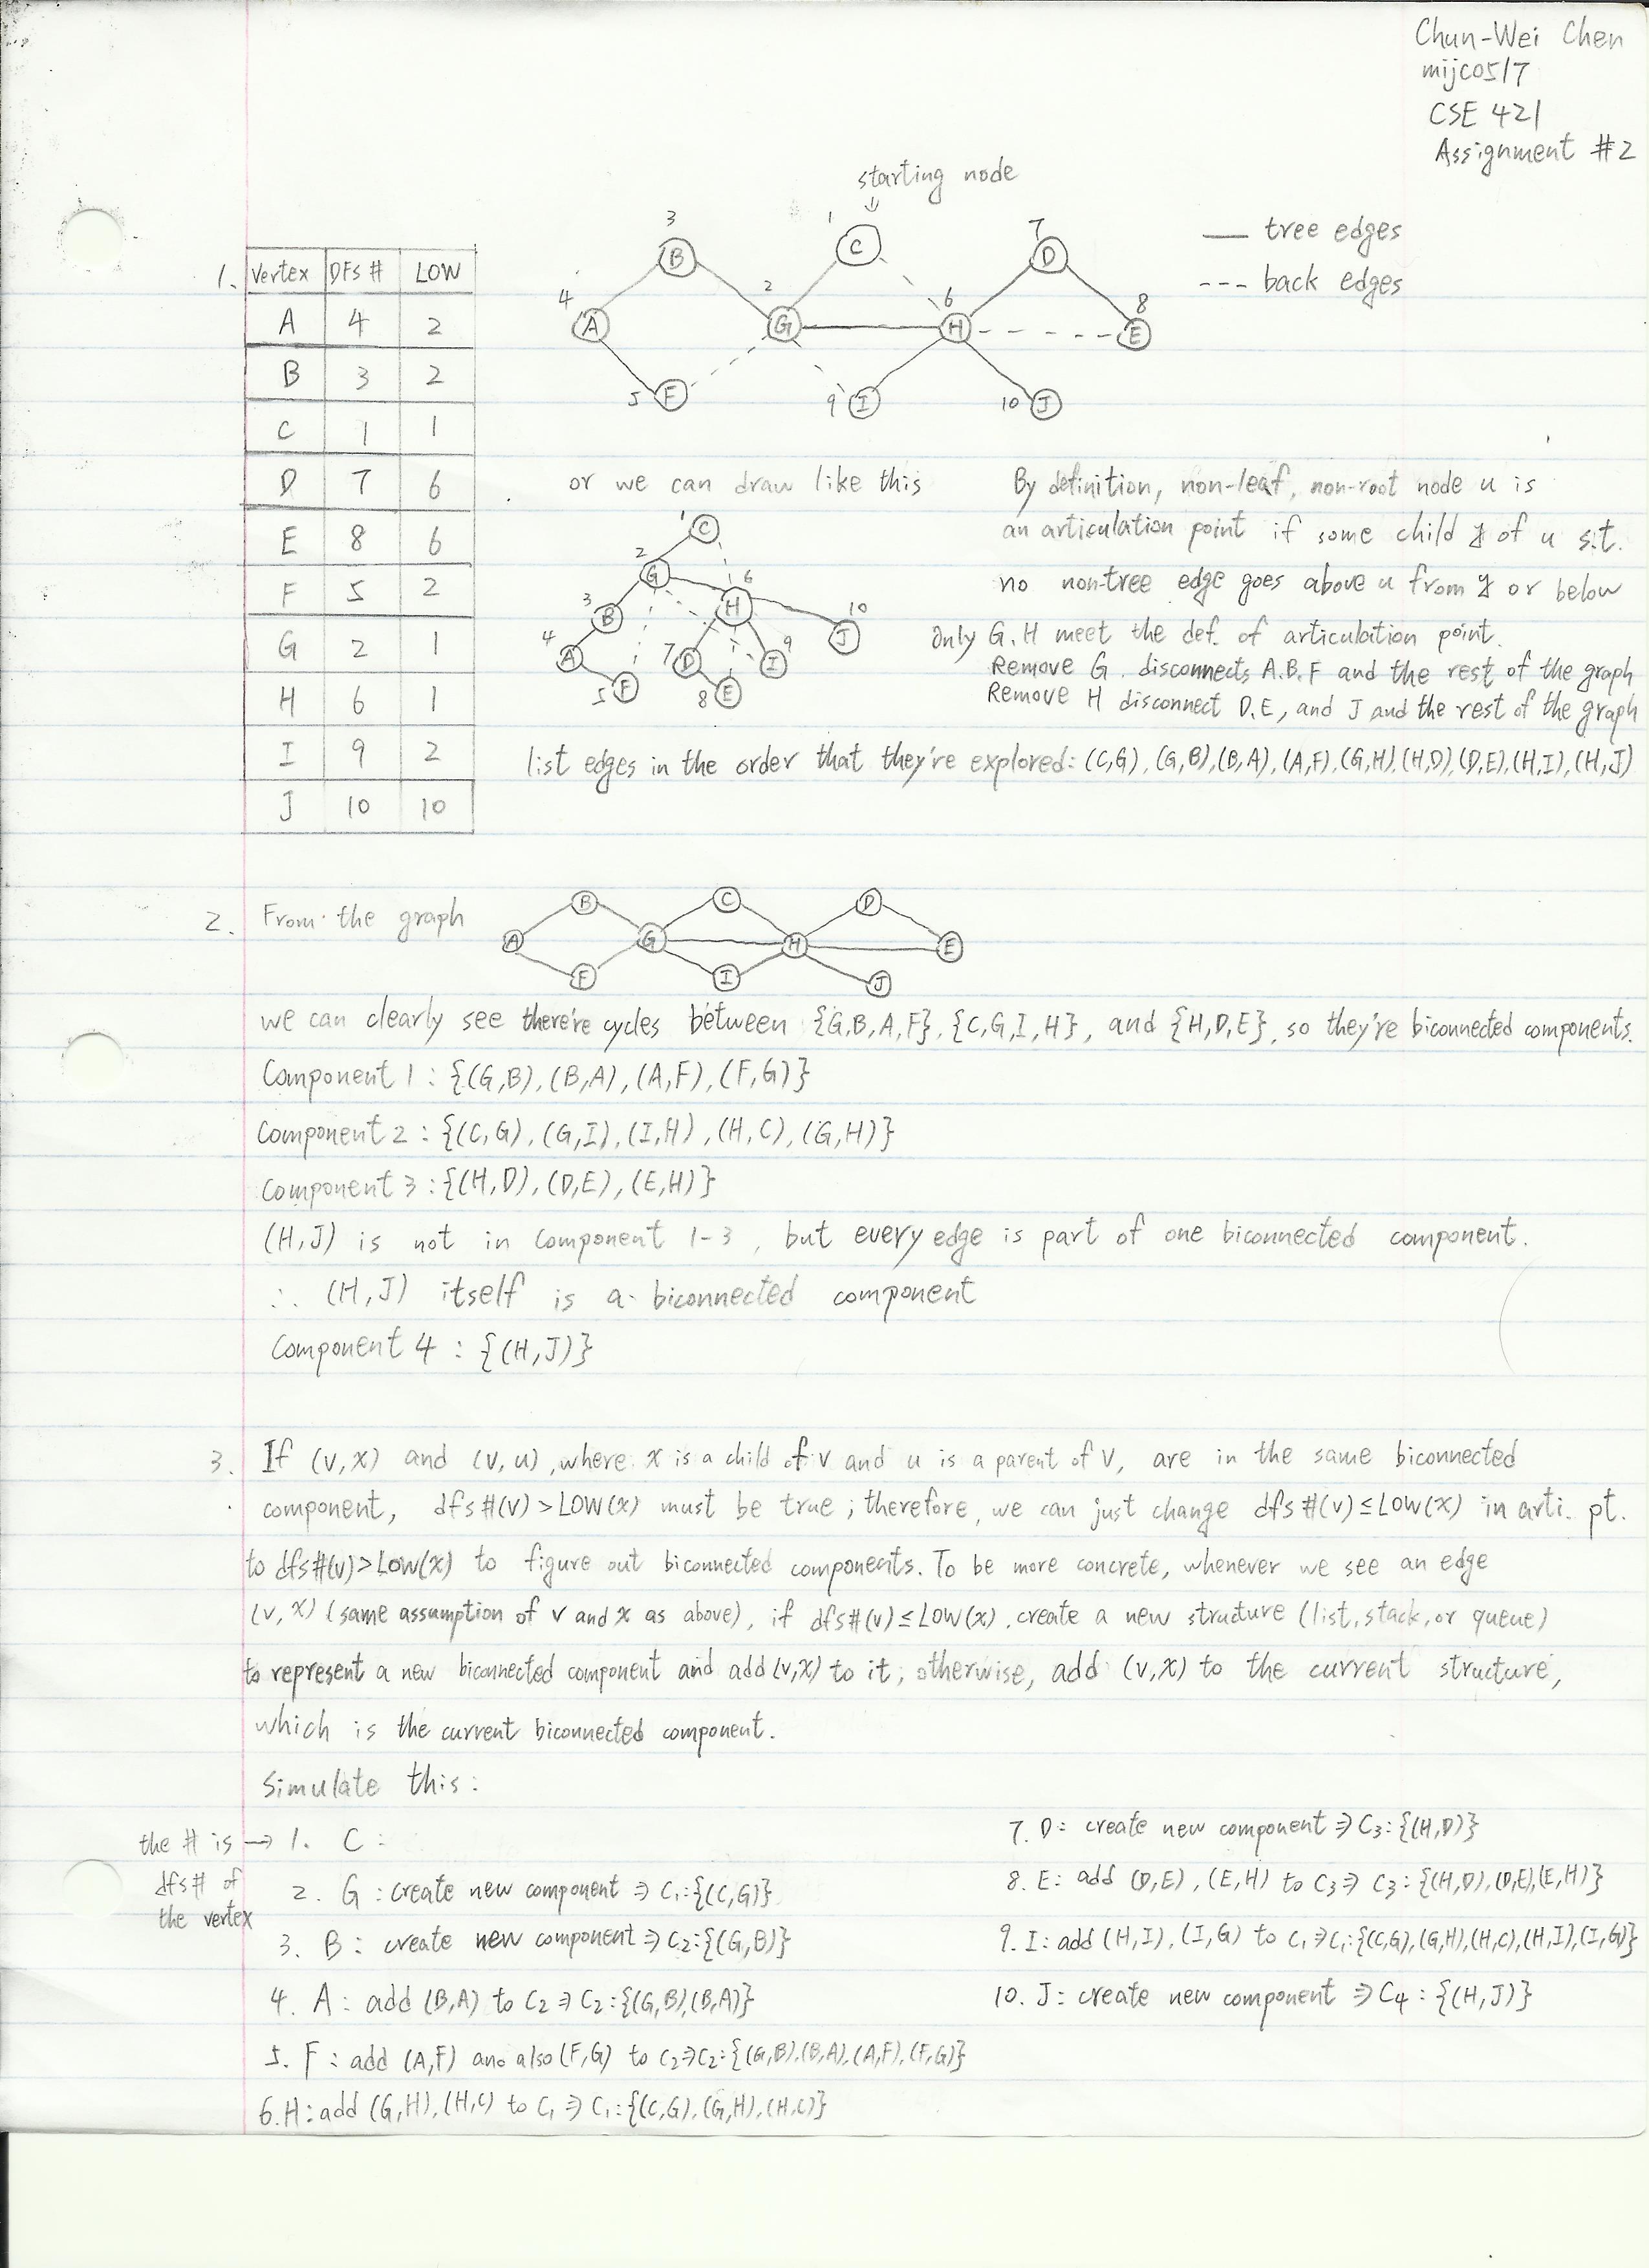 Chun-Wei Chen
mijc0517
CSE 421
Assignment #2
starting node
1.
Vertex DFS # LOW
A 4 2
B 3 2
C 1 1
D 7 6
E 8 6
F 5 2
G 2 1
H 6 1
I 9 2
J 10 10
3 B
1 C
7 D
4 A
2 G
6 H
8 E
5 F
9 I
10 J
— tree edges
--- back edges
or we can draw like this
1 C
2 G
6 H
3 B
10 J
4 A
7 D
9 I
5 F
8 E
By definition, non-leaf, non-root node u is
an articulation point if some child y of u s.t.
no non-tree edge goes above u from y or below
Only G, H meet the def. of articulation point.
Remove G disconnects A.B.F and the rest of the graph
Remove H disconnect D.E, and J and the rest of the graph
list edges in the order that they're explored: (C,G), (G,B), (B,A), (A,F), (G,H), (H,D), (D,E), (H,I), (H,J)
2. From the graph
B C D
A G H E
F I J
we can clearly see there're cycles between {G,B,A,F}, {C,G,I,H}, and {H,D,E}, so they're biconnected components.
Component 1 : {(G,B), (B,A), (A,F), (F,G)}
Component 2 : {(C,G), (G,I), (I,H), (H,C), (G,H)}
Component 3 : {(H,D), (D,E), (E,H)}
(H,J) is not in component 1-3, but every edge is part of one biconnected component.
∴ (H,J) itself is a biconnected component
Component 4 : {(H,J)}
3. If (v,x) and (v,u), where x is a child of v and u is a parent of v, are in the same biconnected
component, dfs#(v) > LOW(x) must be true ; therefore, we can just change dfs#(v) ≤ LOW(x) in arti. pt.
to dfs#(v) > LOW(x) to figure out biconnected components. To be more concrete, whenever we see an edge
(v,x) (same assumption of v and x as above), if dfs#(v) ≤ LOW(x), create a new structure (list, stack, or queue)
to represent a new biconnected component and add (v,x) to it; otherwise, add (v,x) to the current structure,
which is the current biconnected component.
Simulate this :
the # is → 1. C :
dfs# of
the vertex
2. G : create new component ⇒ C1:{(C,G)}
3. B : create new component ⇒ C2:{(G,B)}
4. A : add (B,A) to C2 ⇒ C2:{(G,B),(B,A)}
5. F : add (A,F) and also (F,G) to C2⇒C2:{(G,B),(B,A),(A,F),(F,G)}
6. H : add (G,H), (H,C) to C1 ⇒ C1:{(C,G),(G,H),(H,C)}
7. D : create new component ⇒ C3:{(H,D)}
8. E : add (D,E), (E,H) to C3 ⇒ C3 : {(H,D),(D,E),(E,H)}
9. I : add (H,I), (I,G) to C1 ⇒C1:{(C,G),(G,H),(H,C),(H,I),(I,G)}
10. J : create new component ⇒ C4 : {(H,J)}